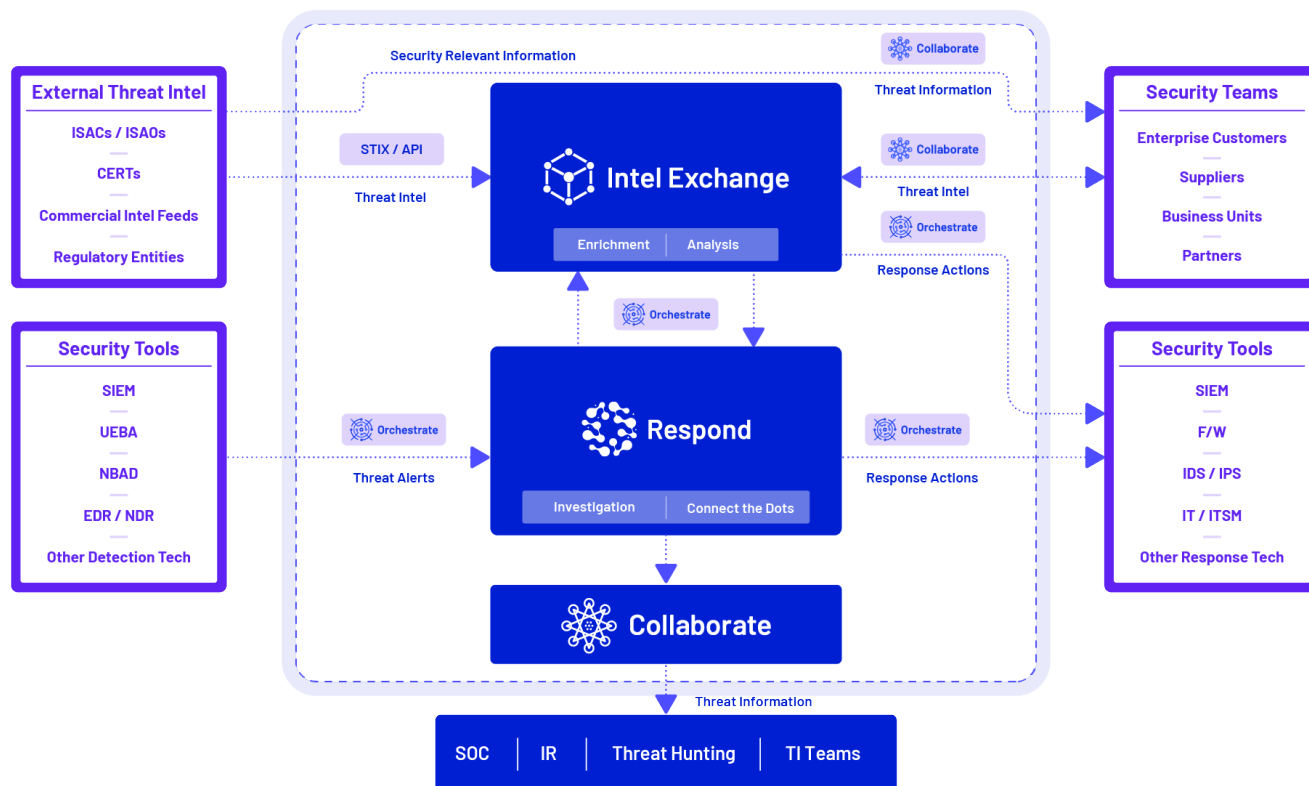 External Threat Intel
ISACs / ISAOs
CERTs
Commercial Intel Feeds
Regulatory Entities
Security Tools
SIEM
UEBA
NBAD
EDR / NDR
Other Detection Tech
Security Relevant Information
STIX / API
Threat Intel
Orchestrate
Threat Alerts
Intel Exchange
Enrichment
Analysis
Orchestrate
Respond
Investigation
Connect the Dots
Collaborate
Threat Information
SOC
IR
Threat Hunting
TI Teams
Collaborate
Threat Information
Collaborate
Threat Intel
Orchestrate
Response Actions
Orchestrate
Response Actions
Security Teams
Enterprise Customers
Suppliers
Business Units
Partners
Security Tools
SIEM
F/W
IDS / IPS
IT / ITSM
Other Response Tech